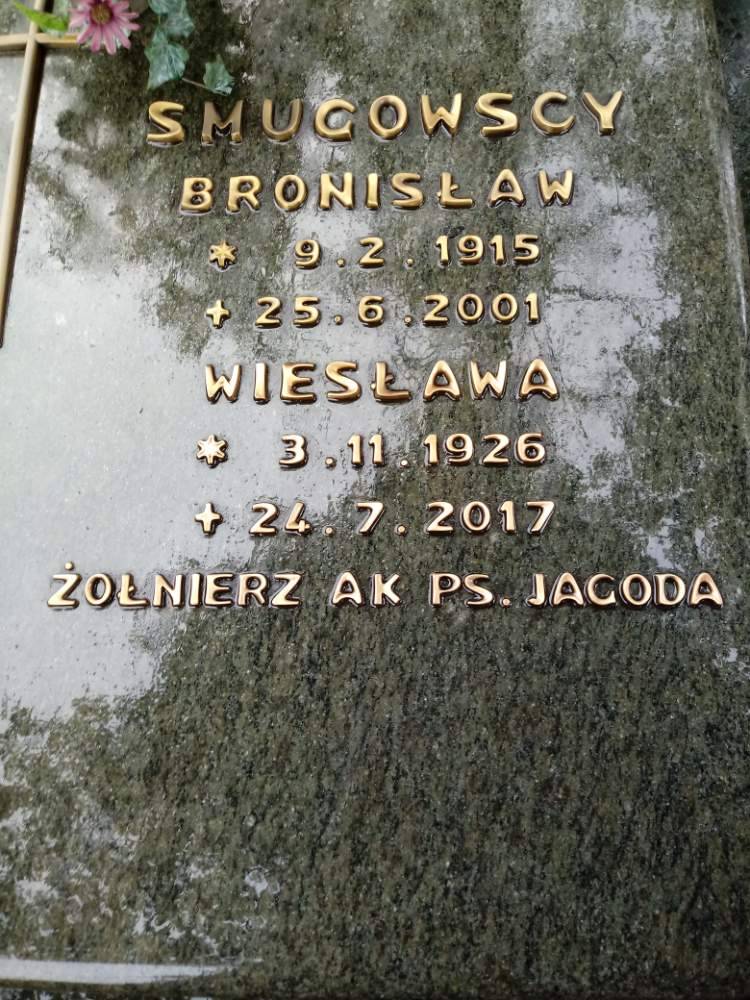 SMUGOWSCY
BRONISŁAW
* 9.2.1915
+ 25.6.2001
WIESŁAWA
* 3.11.1926
+ 24.7.2017
ŻOŁNIERZ AK PS. JAGODA